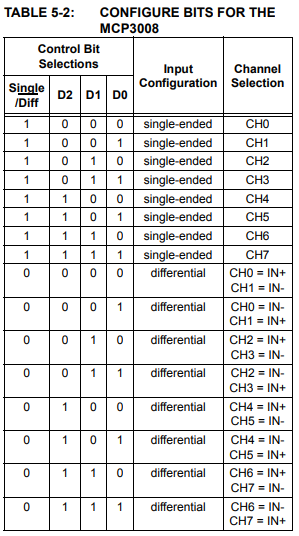 TABLE 5-2: CONFIGURE BITS FOR THE
MCP3008
Control Bit
Selections
Input
Configuration
Channel
Selection
Single
/Diff
D2 D1 D0
1 0 0 0 single-ended CH0
1 0 0 1 single-ended CH1
1 0 1 0 single-ended CH2
1 0 1 1 single-ended CH3
1 1 0 0 single-ended CH4
1 1 0 1 single-ended CH5
1 1 1 0 single-ended CH6
1 1 1 1 single-ended CH7
0 0 0 0 differential CH0 = IN+
CH1 = IN-
0 0 0 1 differential CH0 = IN-
CH1 = IN+
0 0 1 0 differential CH2 = IN+
CH3 = IN-
0 0 1 1 differential CH2 = IN-
CH3 = IN+
0 1 0 0 differential CH4 = IN+
CH5 = IN-
0 1 0 1 differential CH4 = IN-
CH5 = IN+
0 1 1 0 differential CH6 = IN+
CH7 = IN-
0 1 1 1 differential CH6 = IN-
CH7 = IN+